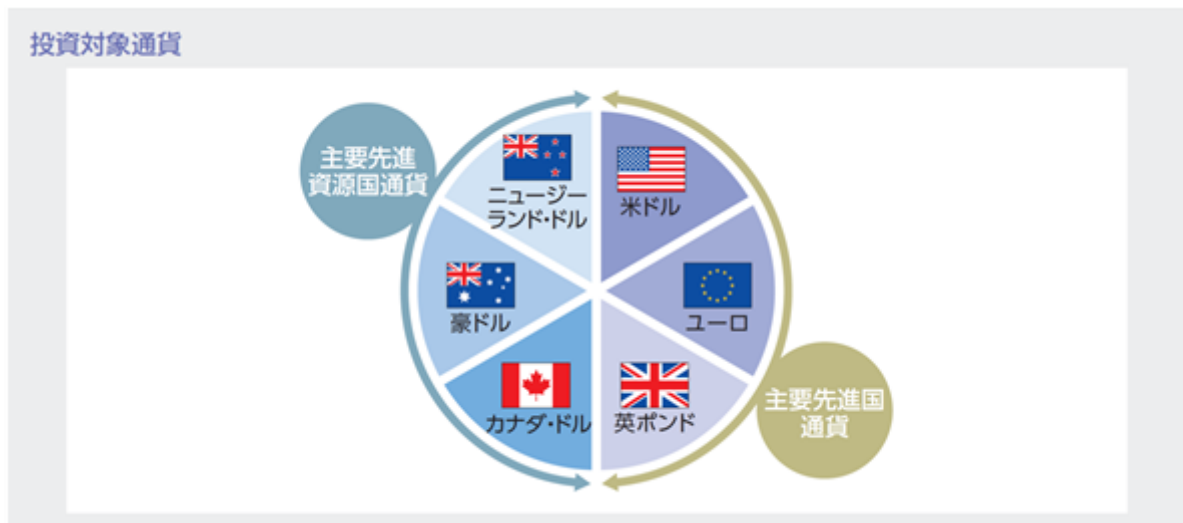 投資対象通貨
主要先進
資源国通貨
ニュージー
ランド・ドル
米ドル
豪ドル
ユーロ
カナダ・ドル
英ポンド
主要先進国
通貨